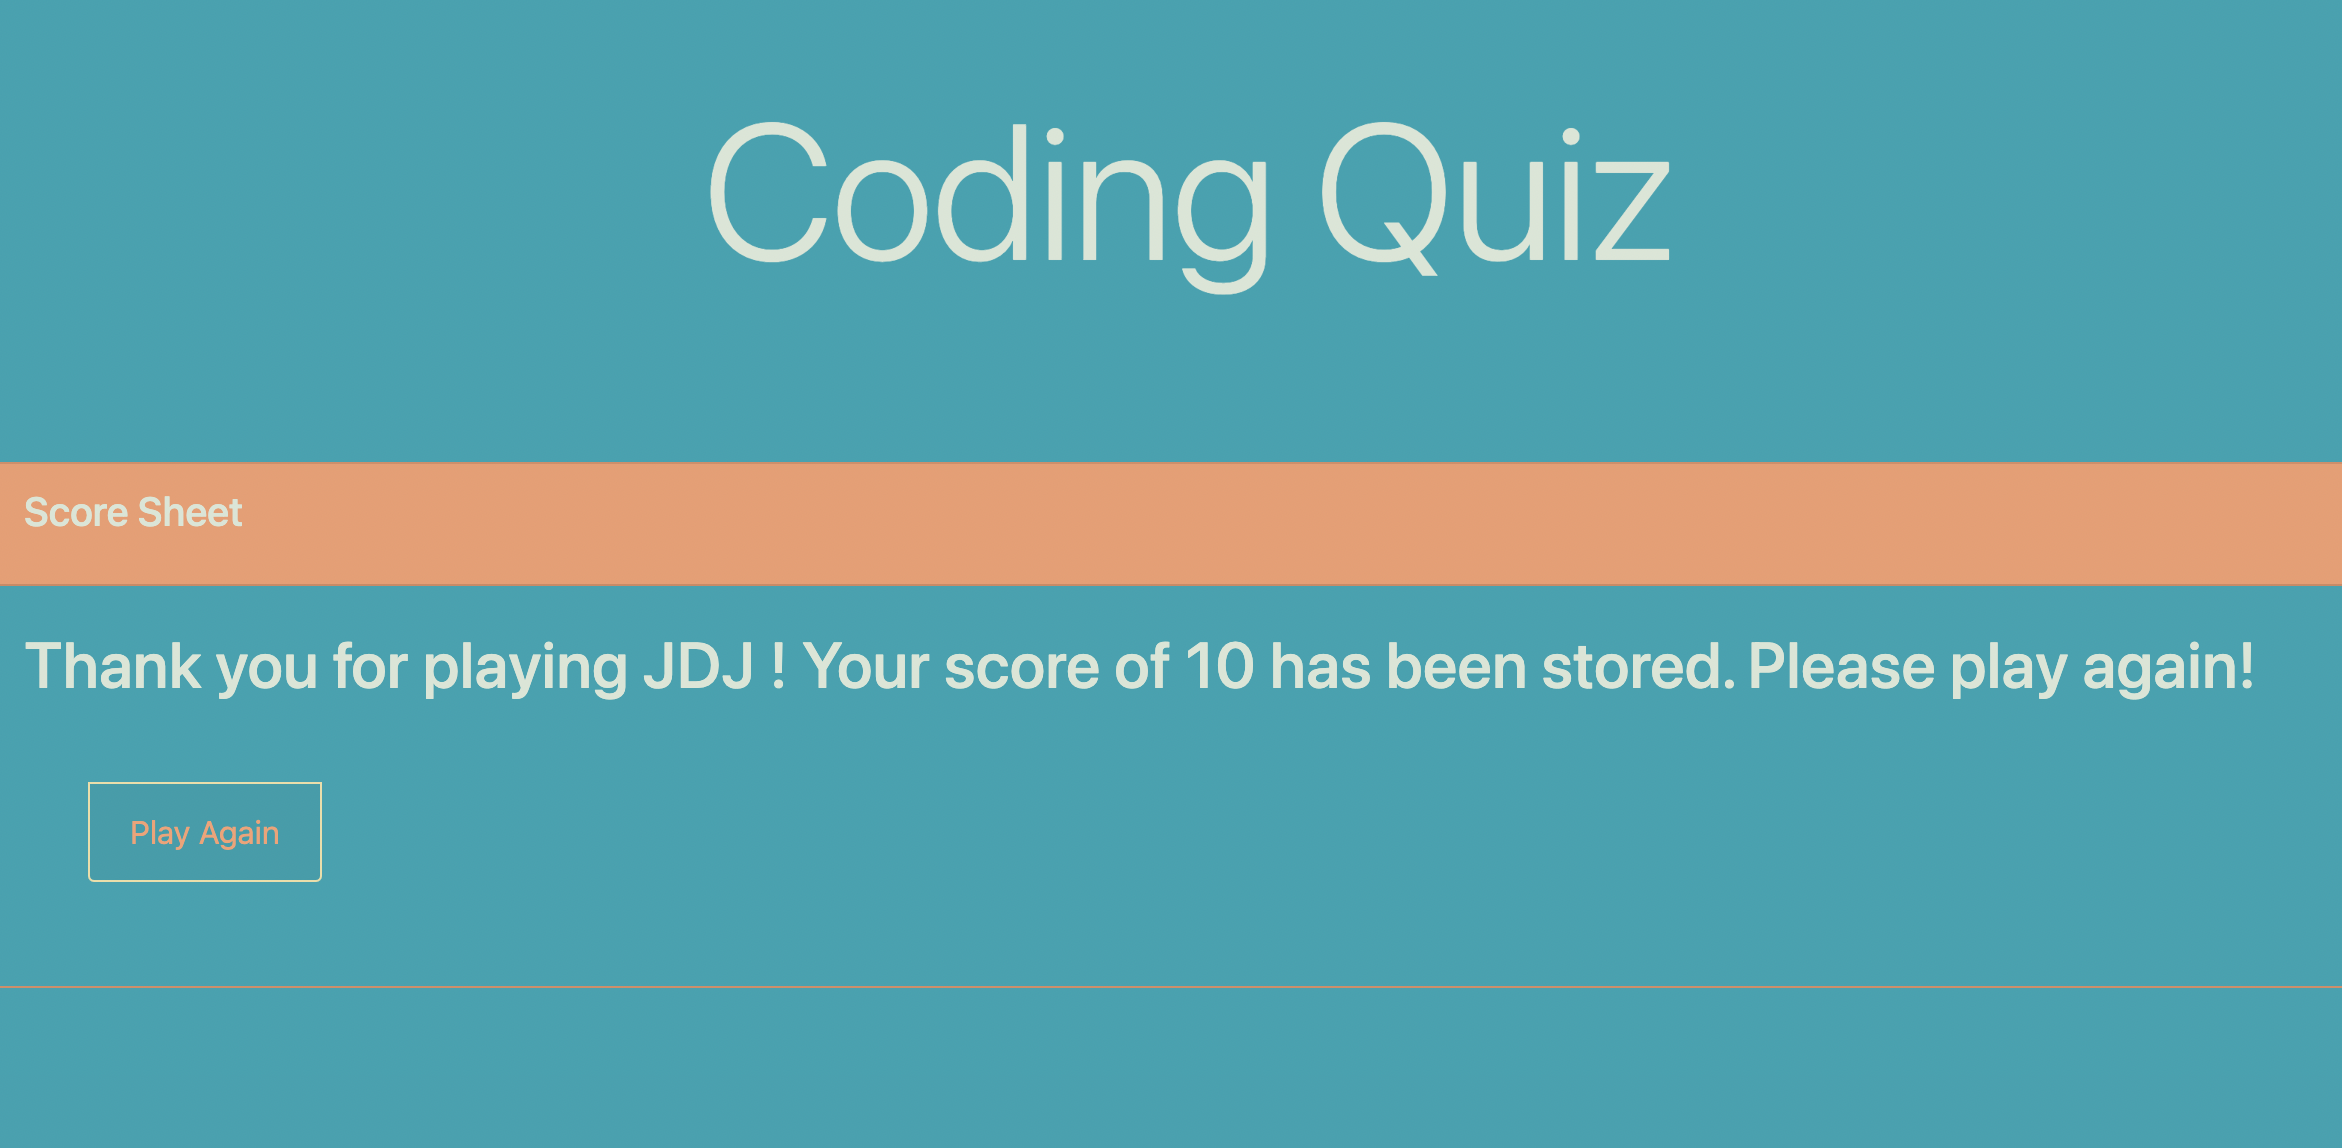 Coding Quiz
Score Sheet
Thank you for playing JDJ ! Your score of 10 has been stored. Please play again!
Play Again